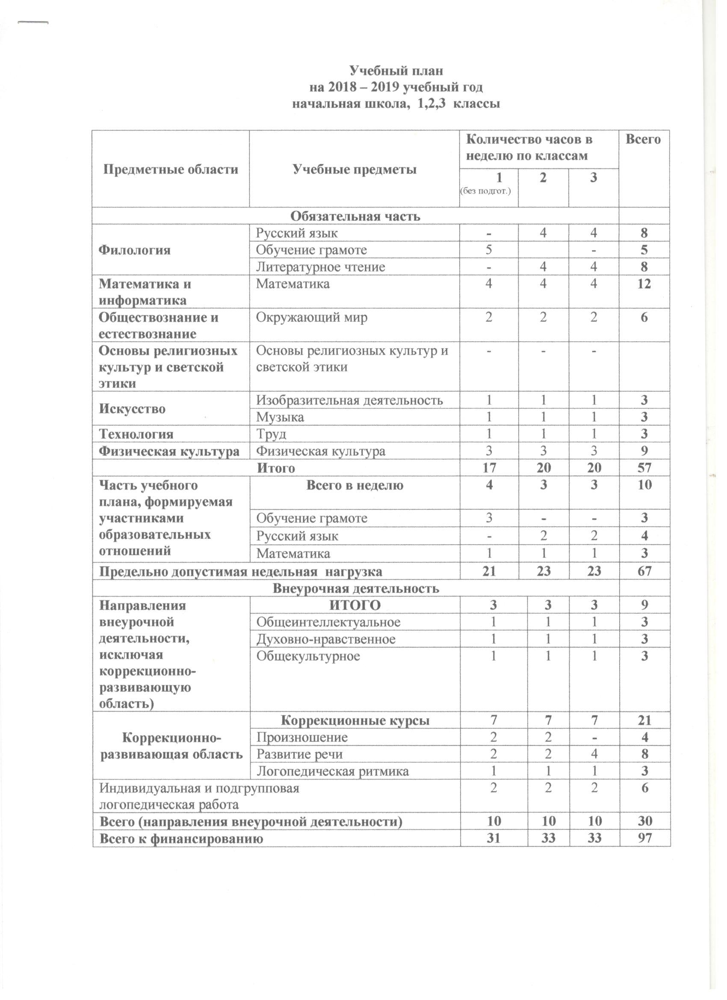 Учебный план
на 2018 – 2019 учебный год
начальная школа, 1,2,3 классы
Предметные области Учебные предметы Количество часов в неделю по классам Всего
1 2 3
(без подгот.)
Обязательная часть
Филология Русский язык - 4 4 8
Обучение грамоте 5 - 5
Литературное чтение - 4 4 8
Математика и Математика 4 4 4 12
информатика
Обществознание и Окружающий мир 2 2 2 6
естествознание
Основы религиозных Основы религиозных культур и - - -
культур и светской светской этики
этики
Искусство Изобразительная деятельность 1 1 1 3
Музыка 1 1 1 3
Технология Труд 1 1 1 3
Физическая культура Физическая культура 3 3 3 9
Итого 17 20 20 57
Часть учебного Всего в неделю 4 3 3 10
плана, формируемая
участниками Обучение грамоте 3 - - 3
образовательных Русский язык - 2 2 4
отношений Математика 1 1 1 3
Предельно допустимая недельная нагрузка 21 23 23 67
Внеурочная деятельность
Направления ИТОГО 3 3 3 9
внеурочной Общеинтеллектуальное 1 1 1 3
деятельности, Духовно-нравственное 1 1 1 3
исключая Общекультурное 1 1 1 3
коррекционно-
развивающую
область)
Коррекционные курсы 7 7 7 21
Коррекционно- Произношение 2 2 - 4
развивающая область Развитие речи 2 2 4 8
Логопедическая ритмика 1 1 1 3
Индивидуальная и подгрупповая 2 2 2 6
логопедическая работа
Всего (направления внеурочной деятельности) 10 10 10 30
Всего к финансированию 31 33 33 97